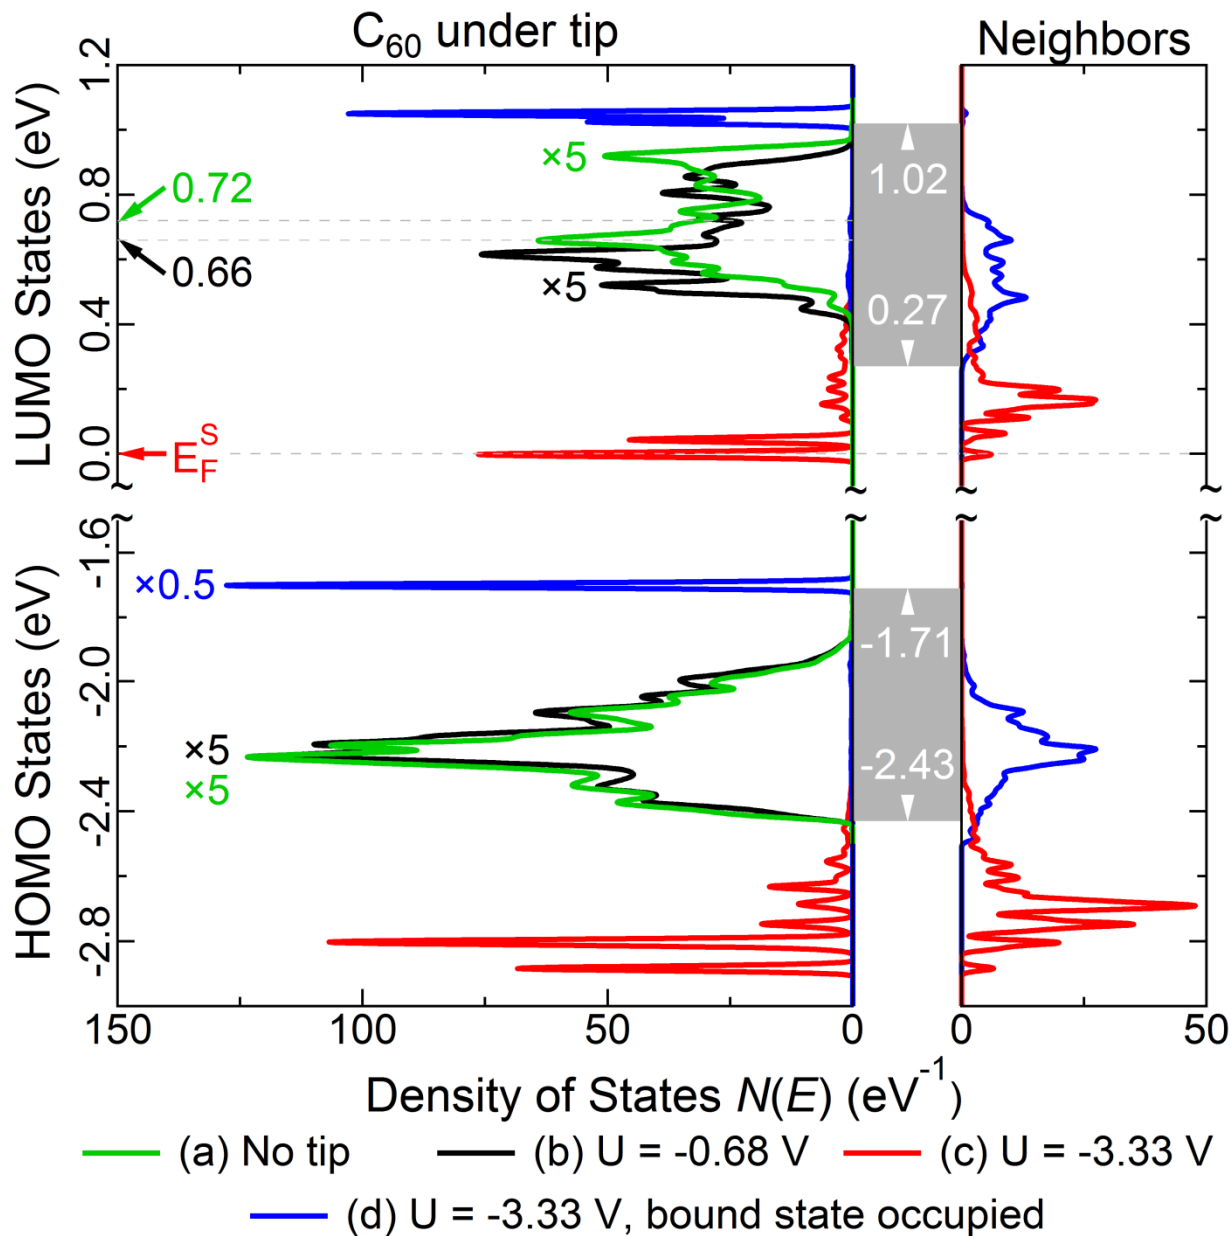 C60 under tip
Neighbors
LUMO States (eV)
1.2
0.8
0.4
0.0
0.72
0.66
×5
×5
E_F^S
1.02
0.27
HOMO States (eV)
-1.6
-2.0
-2.4
-2.8
×0.5
×5
×5
-1.71
-2.43
150 100 50 0 0 50
Density of States N(E) (eV⁻¹)
(a) No tip (b) U = -0.68 V (c) U = -3.33 V
(d) U = -3.33 V, bound state occupied